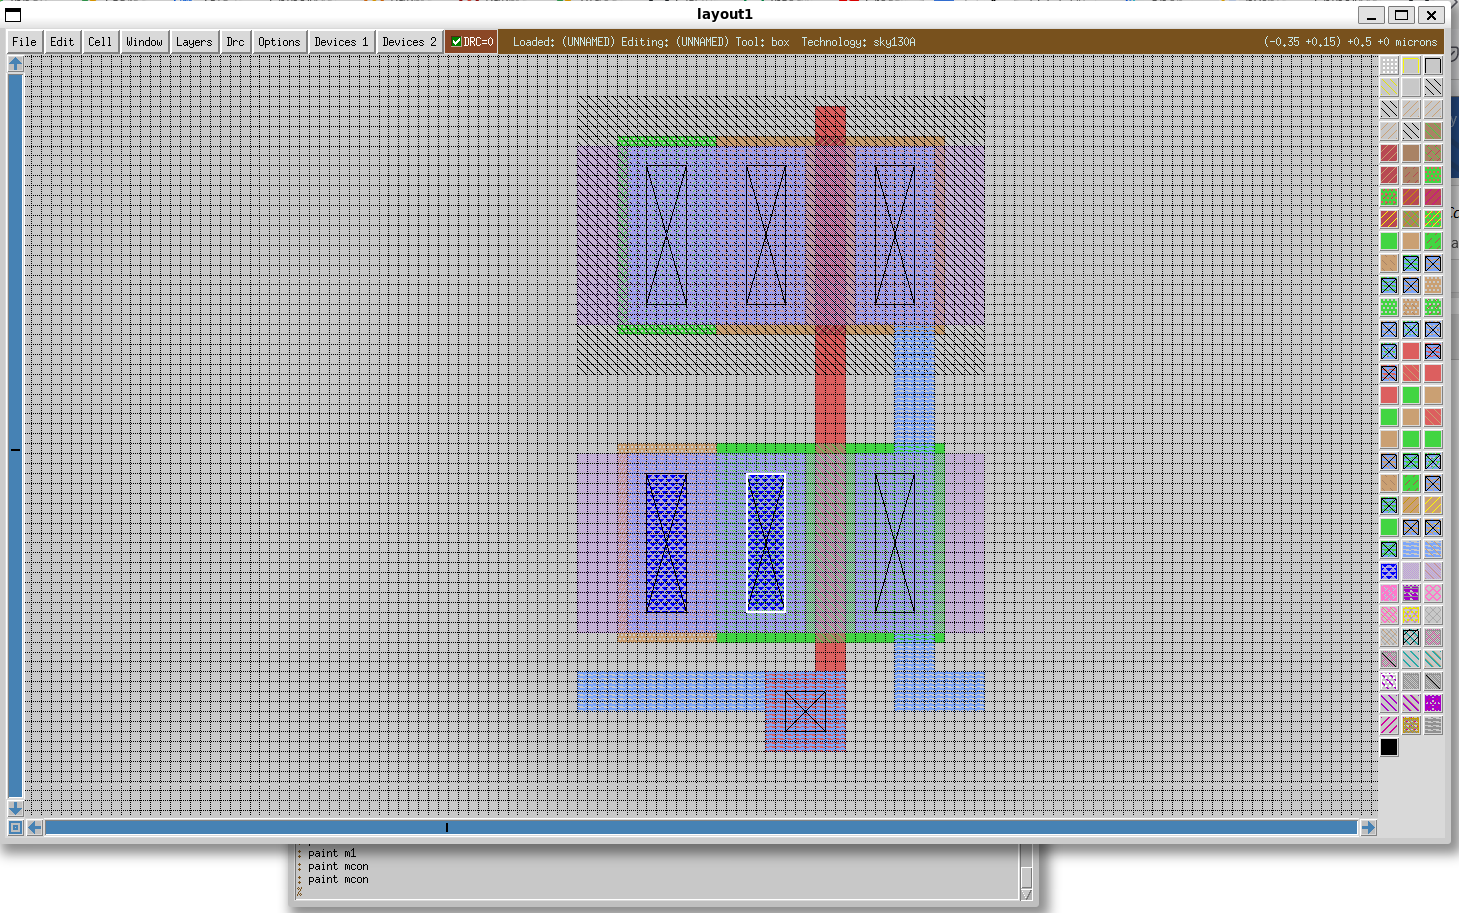 layout1
File Edit Cell Window Layers Drc Options Devices 1 Devices 2 DRC=0 Loaded: (UNNAMED) Editing: (UNNAMED) Tool: box Technology: sky130A (-0.35 +0.15) +0.5 +0 microns
: paint m1
: paint mcon
: paint mcon
%